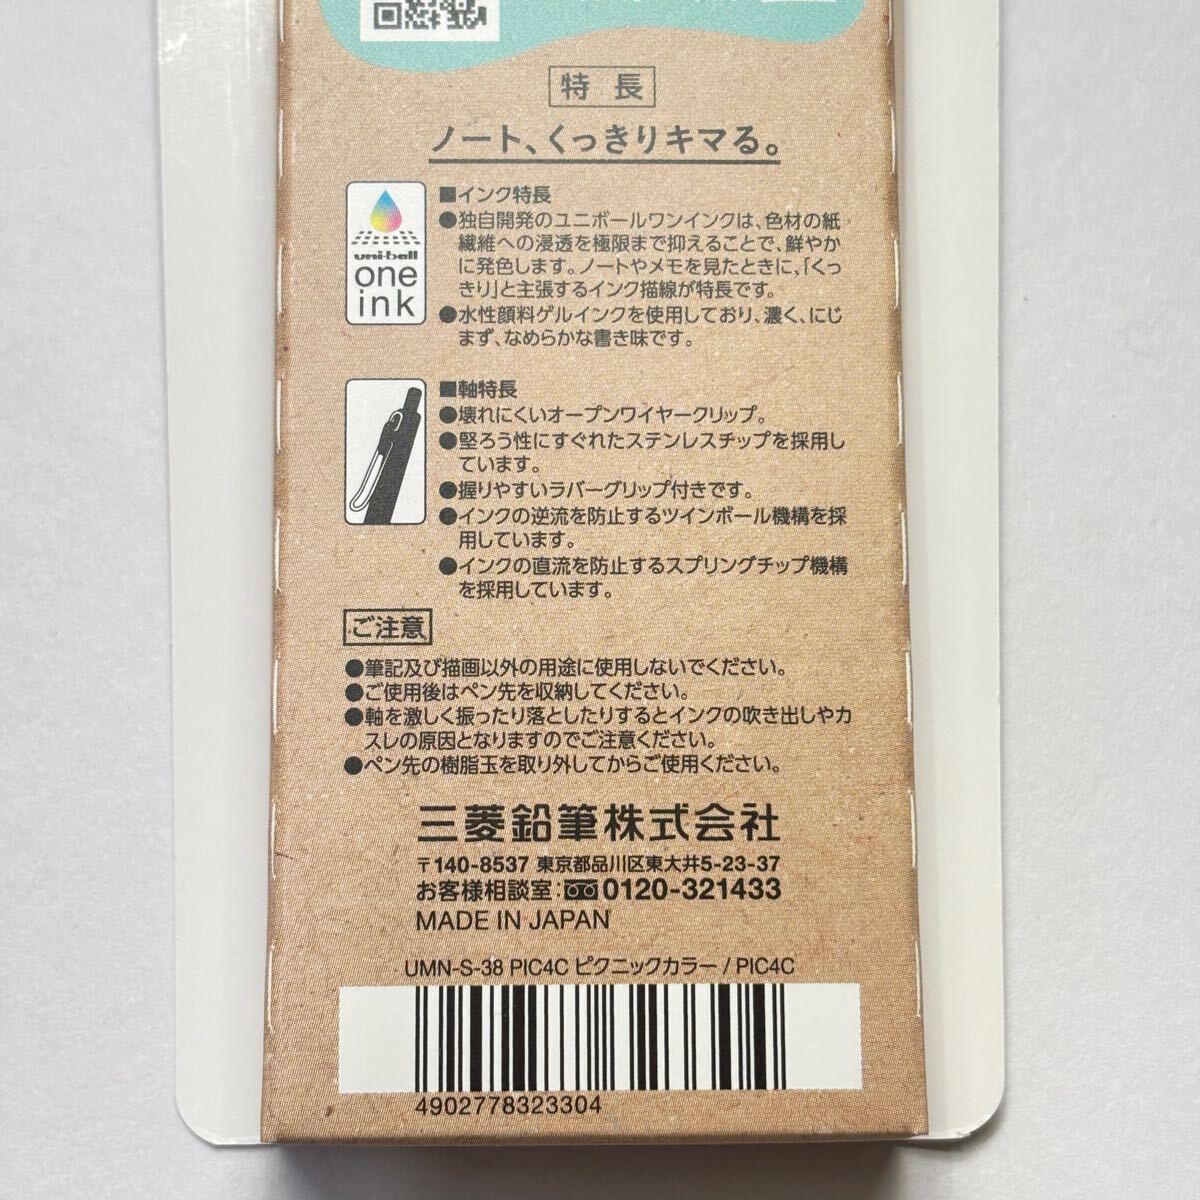 特長
ノート、くっきりキマる。
uni-ball
one
ink
■インク特長
●独自開発のユニボールワンインクは、色材の紙
繊維への浸透を極限まで抑えることで、鮮やか
に発色します。ノートやメモを見たときに、「くっ
きり」と主張するインク描線が特長です。
●水性顔料ゲルインクを使用しており、濃く、にじ
まず、なめらかな書き味です。
■軸特長
●壊れにくいオープンワイヤークリップ。
●堅ろう性にすぐれたステンレスチップを採用し
ています。
●握りやすいラバーグリップ付きです。
●インクの逆流を防止するツインボール機構を採
用しています。
●インクの直流を防止するスプリングチップ機構
を採用しています。
ご注意
●筆記及び描画以外の用途に使用しないでください。
●ご使用後はペン先を収納してください。
●軸を激しく振ったり落としたりするとインクの吹き出しやカ
スレの原因となりますのでご注意ください。
●ペン先の樹脂玉を取り外してからご使用ください。
三菱鉛筆株式会社
〒140-8537 東京都品川区東大井5-23-37
お客様相談室:0120-321433
MADE IN JAPAN
UMN-S-38 PIC4C ピクニックカラー / PIC4C
4902778323304